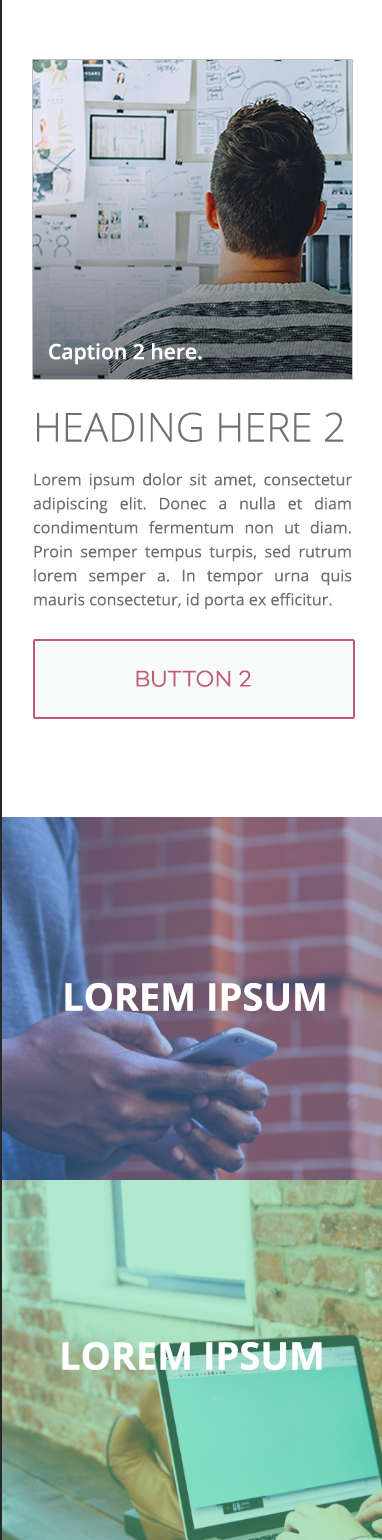 Caption 2 here.
HEADING HERE 2
Lorem ipsum dolor sit amet, consectetur
adipiscing elit. Donec a nulla et diam
condimentum fermentum non ut diam.
Proin semper tempus turpis, sed rutrum
lorem semper a. In tempor urna quis
mauris consectetur, id porta ex efficitur.
BUTTON 2
LOREM IPSUM
LOREM IPSUM